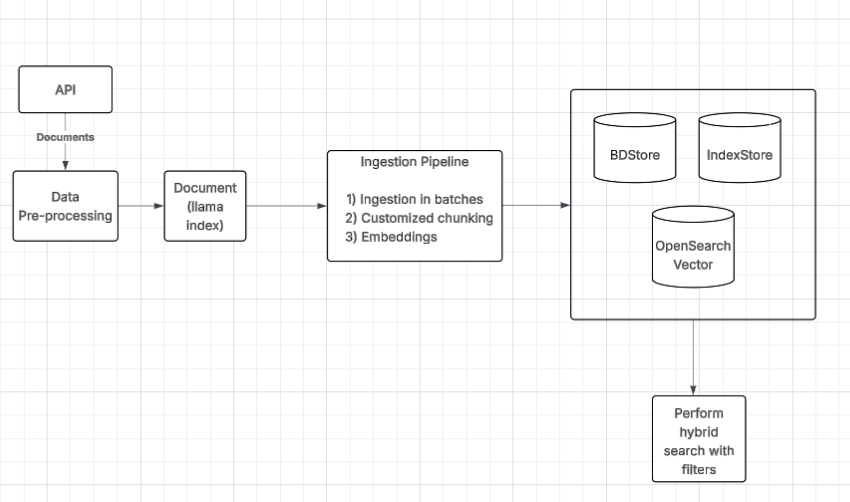 API
Documents
Data
Pre-processing
Document
(llama
index)
Ingestion Pipeline
1) Ingestion in batches
2) Customized chunking
3) Embeddings
BDStore
IndexStore
OpenSearch
Vector
Perform
hybrid
search with
filters